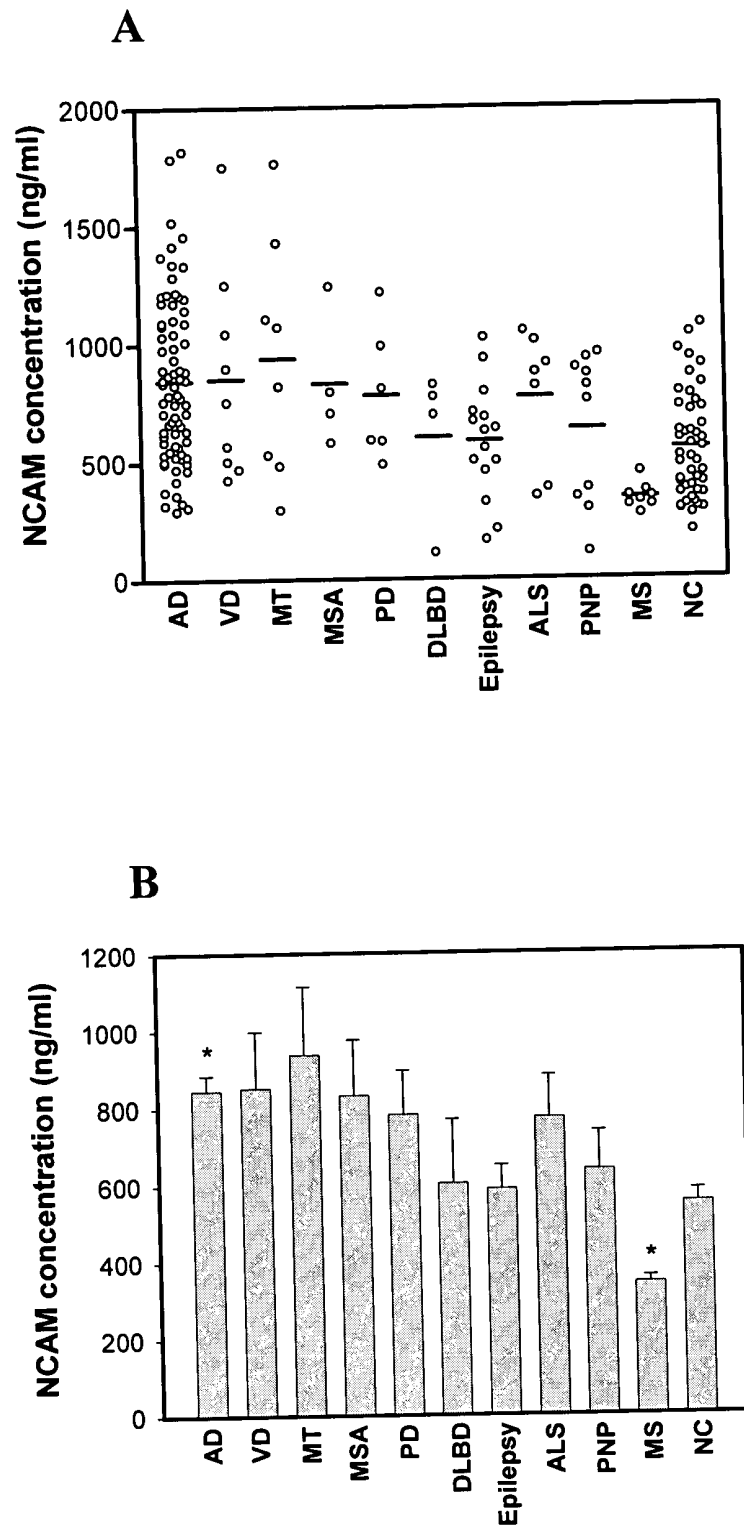 A
NCAM concentration (ng/ml)
2000
1500
1000
500
0
AD VD MT MSA PD DLBD Epilepsy ALS PNP MS NC
B
NCAM concentration (ng/ml)
1200
1000
800
600
400
200
0
* *
AD VD MT MSA PD DLBD Epilepsy ALS PNP MS NC